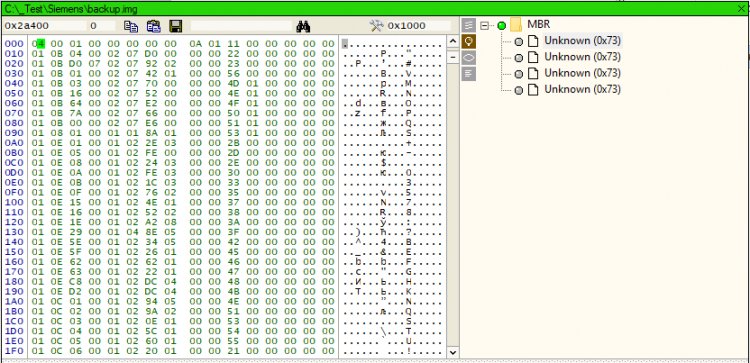 C:\_Test\Siemens\backup.img
0x2a400 0 0x1000
MBR
Unknown (0x73)
Unknown (0x73)
Unknown (0x73)
Unknown (0x73)
000 00 01 00 00 00 00 00 0A 01 11 00 00 00 00 00
010 01 0B 04 00 02 07 D0 00 00 00 22 00 00 00 00 00
020 01 0B D0 07 02 07 92 02 00 00 23 00 00 00 00 00
030 01 0B 01 01 02 07 42 01 00 00 56 00 00 00 00 00
040 01 0B 03 00 02 07 70 00 00 00 4D 01 00 00 00 00
050 01 0B 16 00 02 07 52 00 00 00 4E 01 00 00 00 00
060 01 0B 64 00 02 07 E2 00 00 00 4F 01 00 00 00 00
070 01 0B 7A 00 02 07 66 00 00 00 50 01 00 00 00 00
080 01 0B 00 00 02 07 E6 00 00 00 51 01 00 00 00 00
090 01 08 01 01 01 8A 01 00 00 53 01 00 00 00 00
0A0 01 0E 01 01 02 2E 03 00 00 2B 00 00 00 00 00
0B0 01 0E 05 00 01 02 FE 00 00 00 2D 00 00 00 00 00
0C0 01 0E 08 00 01 02 24 03 00 00 2E 00 00 00 00 00
0D0 01 0E 0A 00 01 02 FE 03 00 00 30 00 00 00 00 00
0E0 01 0E 0B 00 01 02 1C 03 00 00 33 00 00 00 00 00
0F0 01 0E 0F 00 01 02 76 02 00 00 35 00 00 00 00 00
100 01 0E 15 00 01 02 4E 01 00 00 37 00 00 00 00 00
110 01 0E 16 00 01 02 52 02 00 00 38 00 00 00 00 00
120 01 0E 1E 00 01 02 A2 08 00 00 3A 00 00 00 00 00
130 01 0E 29 00 01 04 8E 05 00 00 3F 00 00 00 00 00
140 01 0E 5E 00 01 02 34 05 00 00 42 00 00 00 00 00
150 01 0E 5F 00 01 02 26 01 00 00 45 00 00 00 00 00
160 01 0E 62 00 01 02 62 01 00 00 46 00 00 00 00 00
170 01 0E 63 00 01 02 22 01 00 00 47 00 00 00 00 00
180 01 0E C8 00 01 02 DC 04 00 00 48 00 00 00 00 00
190 01 0E D2 00 01 02 DC 04 00 00 4B 00 00 00 00 00
1A0 01 0C 01 00 01 02 94 05 00 00 4E 00 00 00 00 00
1B0 01 0C 02 00 01 02 9A 02 00 00 51 00 00 00 00 00
1C0 01 0C 03 00 01 02 0E 01 00 00 53 00 00 00 00 00
1D0 01 0C 04 00 01 02 5C 01 00 00 54 00 00 00 00 00
1E0 01 0C 05 00 01 02 60 01 00 00 55 00 00 00 00 00
1F0 01 0C 06 00 01 02 20 01 00 00 21 00 00 00 00 00